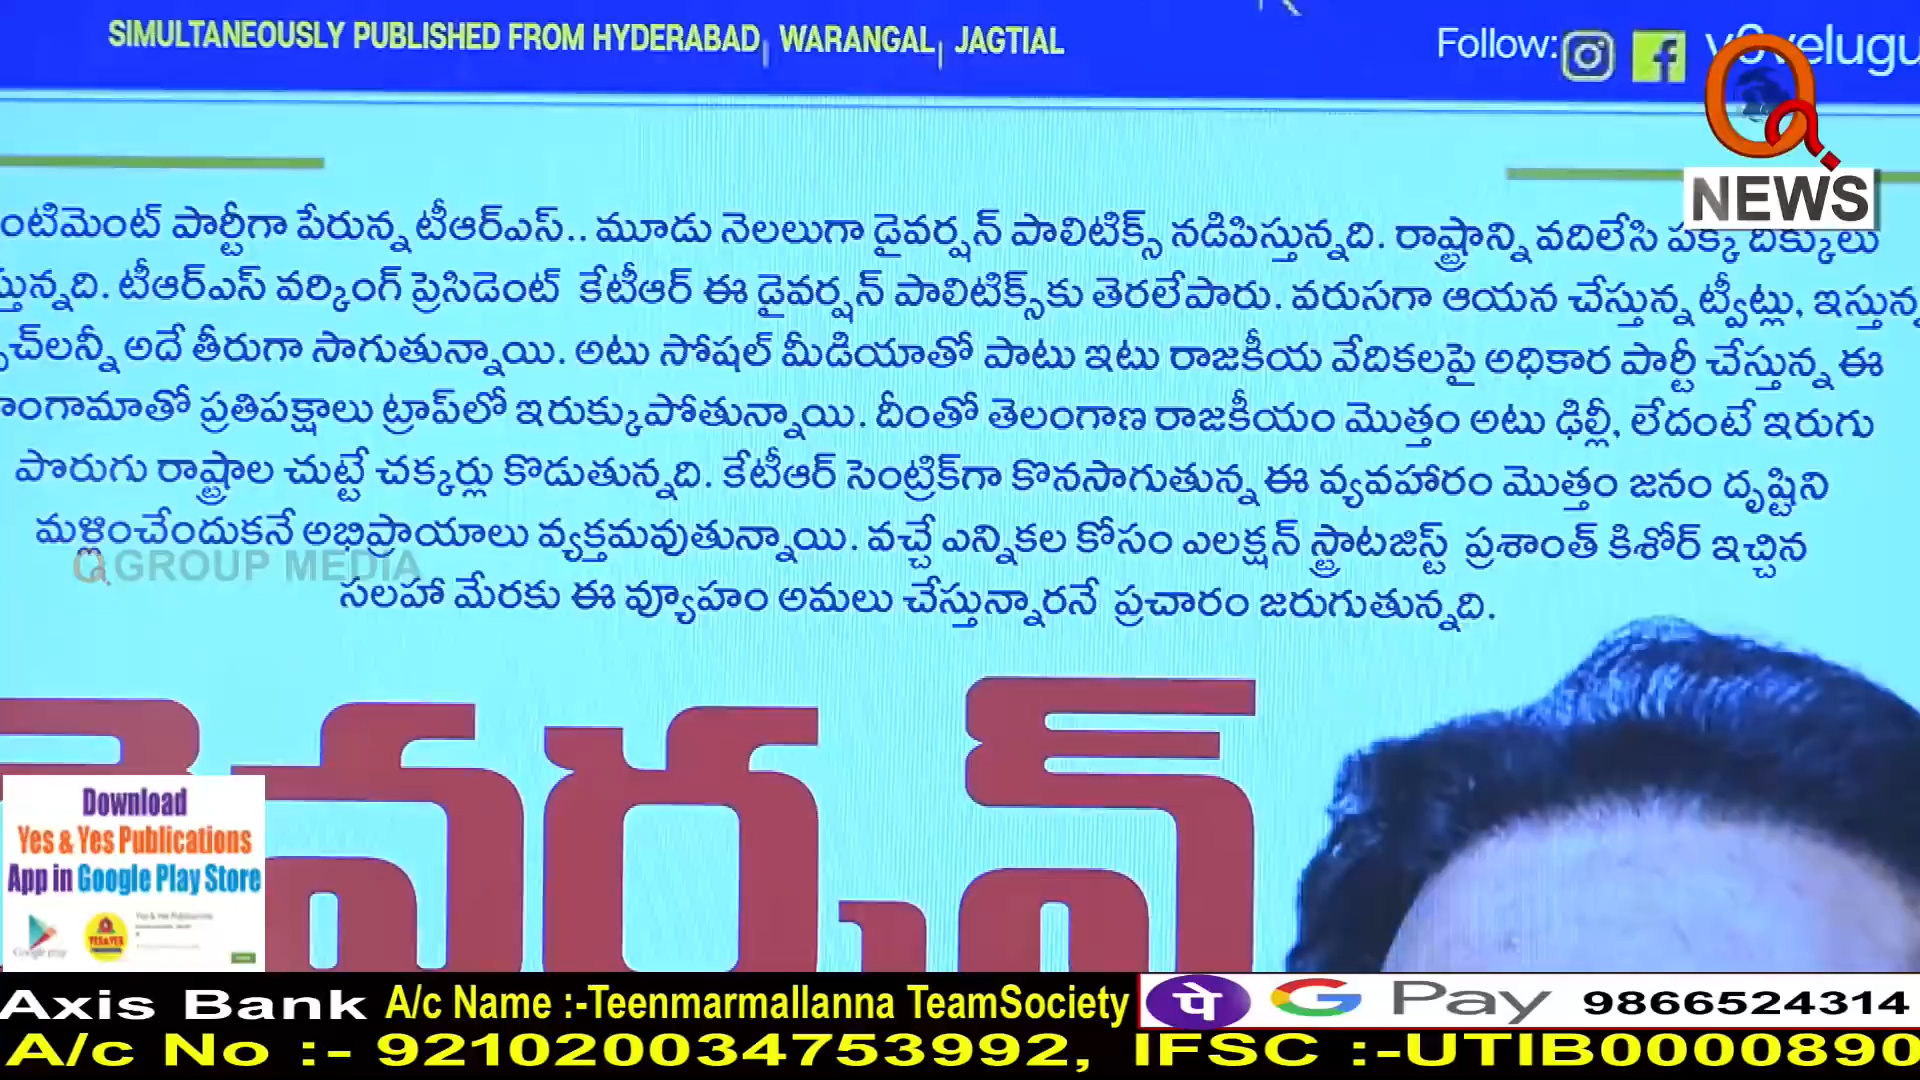 SIMULTANEOUSLY PUBLISHED FROM HYDERABAD, WARANGAL, JAGTIAL
Follow:
NEWS
పార్టీగా పేరున్న టీఆర్ఎస్.. మూడు నెలలుగా డైవర్షన్ పాలిటిక్స్ నడిపిస్తున్నది. రాష్ట్రాన్ని వదిలేసి పక్క దిక్కులు
టీఆర్ఎస్ వర్కింగ్ ప్రెసిడెంట్ కేటీఆర్ ఈ డైవర్షన్ పాలిటిక్స్‌కు తెరలేపారు. వరుసగా ఆయన చేస్తున్న ట్వీట్లు,
అదే తీరుగా సాగుతున్నాయి. అటు సోషల్ మీడియాతో పాటు ఇటు రాజకీయ వేదికలపై అధికార పార్టీ చేస్తున్న ఈ
ప్రతిపక్షాలు ట్రాప్‌లో ఇరుక్కుపోతున్నాయి. దీంతో తెలంగాణ రాజకీయం మొత్తం అటు ఢిల్లీ, లేదంటే ఇరుగు
పొరుగు రాష్ట్రాల చుట్టే చక్కర్లు కొడుతున్నది. కేటీఆర్ సెంట్రిక్‌గా కొనసాగుతున్న ఈ వ్యవహారం మొత్తం జనం దృష్టిని
మళ్లించేందుకనే అభిప్రాయాలు వ్యక్తమవుతున్నాయి. వచ్చే ఎన్నికల కోసం ఎలక్షన్ స్ట్రాటజిస్ట్ ప్రశాంత్ కిశోర్ ఇచ్చిన
GROUP MEDIA
సలహా మేరకు ఈ వ్యూహం అమలు చేస్తున్నారనే ప్రచారం జరుగుతున్నది.
Download
Yes & Yes Publications
App in Google Play Store
Axis Bank A/c Name :-Teenmarmallanna TeamSociety పే G Pay 9866524314
A/c No :- 921020034753992, IFSC :-UTIB0000890